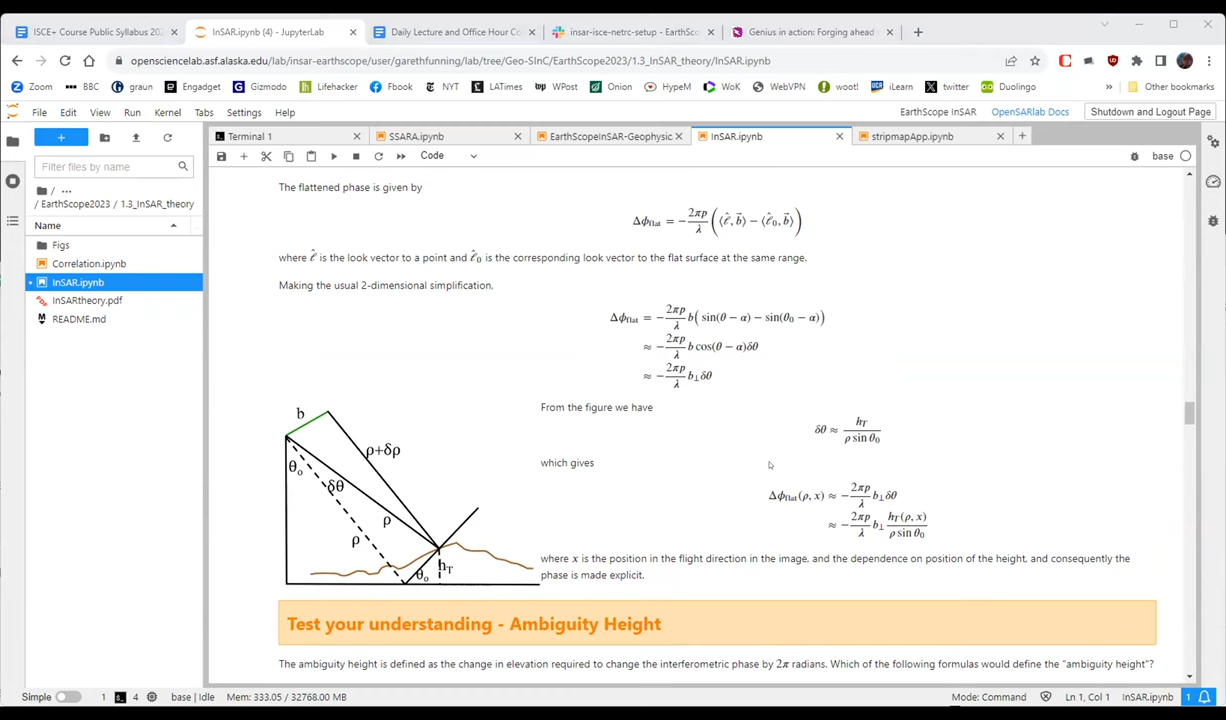 ISCE+ Course Public Syllabus 202
InSAR.ipynb (4) - JupyterLab
Daily Lecture and Office Hour Co
insar-isce-netrc-setup - EarthSc
Genius in action: Forging ahead
opensciencelab.asf.alaska.edu/lab/insar-earthscope/user/garethfunning/lab/tree/Geo-SInC/EarthScope2023/1.3_InSAR_theory/InSAR.ipynb
Zoom BBC graun Engadget Gizmodo Lifehacker Fbook NYT LATimes WPost Onion HypeM WoK WebVPN woot! iLearn twitter Duolingo » Other bookmarks
File Edit View Run Kernel Tabs Settings Help
EarthScope InSAR OpenSARlab Docs Shutdown and Logout Page
Terminal 1 SSARA.ipynb EarthScopeInSAR-Geophysic InSAR.ipynb stripmapApp.ipynb
Code
base
Filter files by name
/ ...
/ EarthScope2023 / 1.3_InSAR_theory
Name
Figs
Correlation.ipynb
InSAR.ipynb
InSARtheory.pdf
README.md
The flattened phase is given by
Δϕflat = −2πp/λ (⟨ℓ̂, b⃗⟩ − ⟨ℓ̂0, b⃗⟩)
where ℓ̂ is the look vector to a point and ℓ̂0 is the corresponding look vector to the flat surface at the same range.
Making the usual 2-dimensional simplification,
Δϕflat = −2πp/λ b( sin(θ − α) − sin(θ0 − α))
≈ −2πp/λ b cos(θ − α)δθ
≈ −2πp/λ b⊥δθ
b
θo
δθ
ρ+δρ
ρ
ρ
θo
hT
From the figure we have
δθ ≈ hT/ρ sin θ0
which gives
Δϕflat(ρ, x) ≈ −2πp/λ b⊥δθ
≈ −2πp/λ b⊥ hT(ρ, x)/ρ sin θ0
where x is the position in the flight direction in the image, and the dependence on position of the height, and consequently the
phase is made explicit.
Test your understanding - Ambiguity Height
The ambiguity height is defined as the change in elevation required to change the interferometric phase by 2π radians. Which of the following formulas would define the "ambiguity height"?
Simple 1 4 base | Idle Mem: 333.05 / 32768.00 MB
Mode: Command Ln 1, Col 1 InSAR.ipynb 1